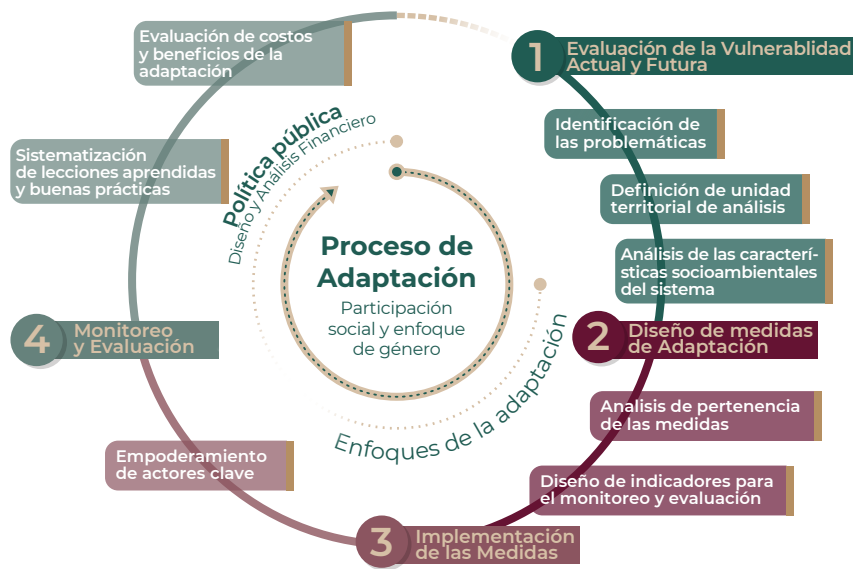 1
Evaluación de la Vulnerablidad
Actual y Futura
Identificación de
las problemáticas
Definición de unidad
territorial de análisis
Análisis de las caracterí-
sticas socioambientales
del sistema
2
Diseño de medidas
de Adaptación
Analisis de pertenencia
de las medidas
Diseño de indicadores para
el monitoreo y evaluación
3
Implementación
de las Medidas
Empoderamiento
de actores clave
4
Monitoreo
y Evaluación
Sistematización
de lecciones aprendidas
y buenas prácticas
Evaluación de costos
y beneficios de la
adaptación
Política pública
Diseño y Análisis Financiero
Proceso de
Adaptación
Participación
social y enfoque
de género
Enfoques de la adaptación